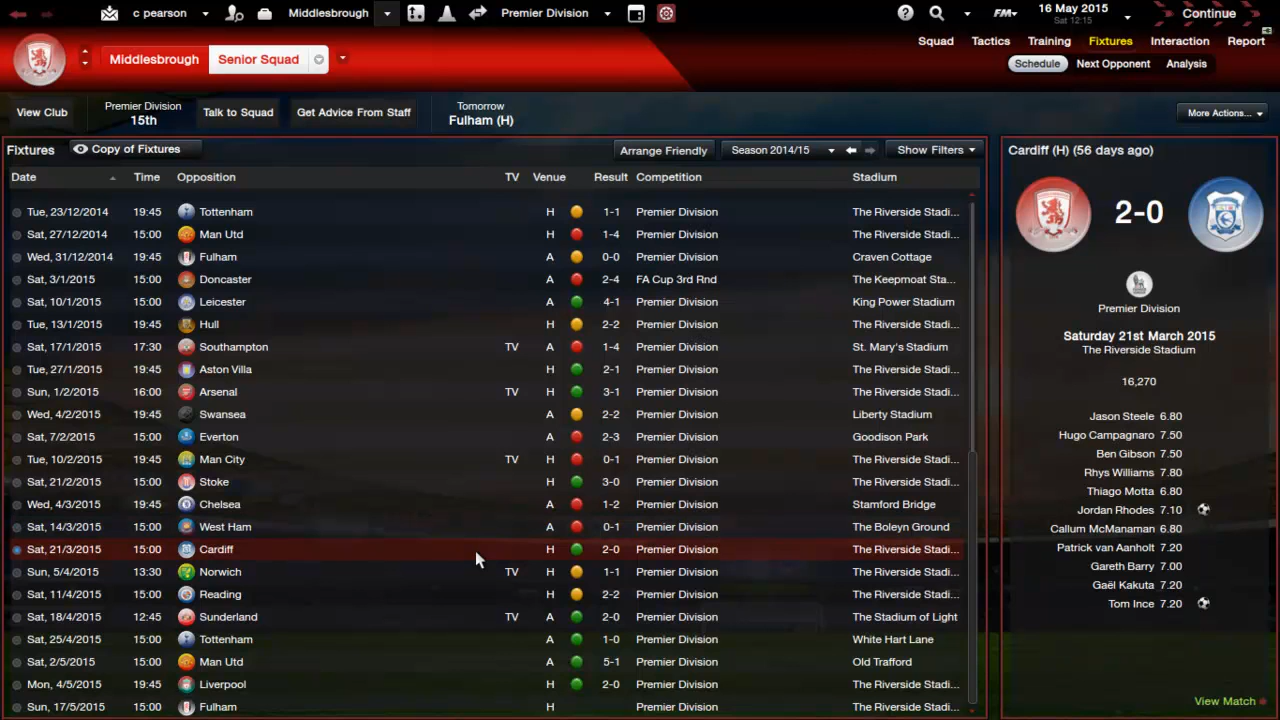 c pearson Middlesbrough Premier Division FM 16 May 2015 Sat 12:15 Continue
Middlesbrough Senior Squad
Squad Tactics Training Fixtures Interaction Report
Schedule Next Opponent Analysis
View Club Premier Division 15th Talk to Squad Get Advice From Staff Tomorrow Fulham (H) More Actions...
Fixtures Copy of Fixtures Arrange Friendly Season 2014/15 Show Filters
Date Time Opposition TV Venue Result Competition Stadium
Tue, 23/12/2014 19:45 Tottenham H 1-1 Premier Division The Riverside Stadi...
Sat, 27/12/2014 15:00 Man Utd H 1-4 Premier Division The Riverside Stadi...
Wed, 31/12/2014 19:45 Fulham A 0-0 Premier Division Craven Cottage
Sat, 3/1/2015 15:00 Doncaster A 2-4 FA Cup 3rd Rnd The Keepmoat Sta...
Sat, 10/1/2015 15:00 Leicester A 4-1 Premier Division King Power Stadium
Tue, 13/1/2015 19:45 Hull H 2-2 Premier Division The Riverside Stadi...
Sat, 17/1/2015 17:30 Southampton TV A 1-4 Premier Division St. Mary's Stadium
Tue, 27/1/2015 19:45 Aston Villa H 2-1 Premier Division The Riverside Stadi...
Sun, 1/2/2015 16:00 Arsenal TV H 3-1 Premier Division The Riverside Stadi...
Wed, 4/2/2015 19:45 Swansea A 2-2 Premier Division Liberty Stadium
Sat, 7/2/2015 15:00 Everton A 2-3 Premier Division Goodison Park
Tue, 10/2/2015 19:45 Man City TV H 0-1 Premier Division The Riverside Stadi...
Sat, 21/2/2015 15:00 Stoke H 3-0 Premier Division The Riverside Stadi...
Wed, 4/3/2015 19:45 Chelsea A 1-2 Premier Division Stamford Bridge
Sat, 14/3/2015 15:00 West Ham A 0-1 Premier Division The Boleyn Ground
Sat, 21/3/2015 15:00 Cardiff H 2-0 Premier Division The Riverside Stadi...
Sun, 5/4/2015 13:30 Norwich TV H 1-1 Premier Division The Riverside Stadi...
Sat, 11/4/2015 15:00 Reading H 2-2 Premier Division The Riverside Stadi...
Sat, 18/4/2015 12:45 Sunderland TV A 2-0 Premier Division The Stadium of Light
Sat, 25/4/2015 15:00 Tottenham A 1-0 Premier Division White Hart Lane
Sat, 2/5/2015 15:00 Man Utd A 5-1 Premier Division Old Trafford
Mon, 4/5/2015 19:45 Liverpool H 2-0 Premier Division The Riverside Stadi...
Sun, 17/5/2015 15:00 Fulham H Premier Division The Riverside Stadi...
Cardiff (H) (56 days ago)
2-0
Premier Division
Saturday 21st March 2015
The Riverside Stadium
16,270
Jason Steele 6.80
Hugo Campagnaro 7.50
Ben Gibson 7.50
Rhys Williams 7.80
Thiago Motta 6.80
Jordan Rhodes 7.10
Callum McManaman 6.80
Patrick van Aanholt 7.20
Gareth Barry 7.00
Gaël Kakuta 7.20
Tom Ince 7.20
View Match